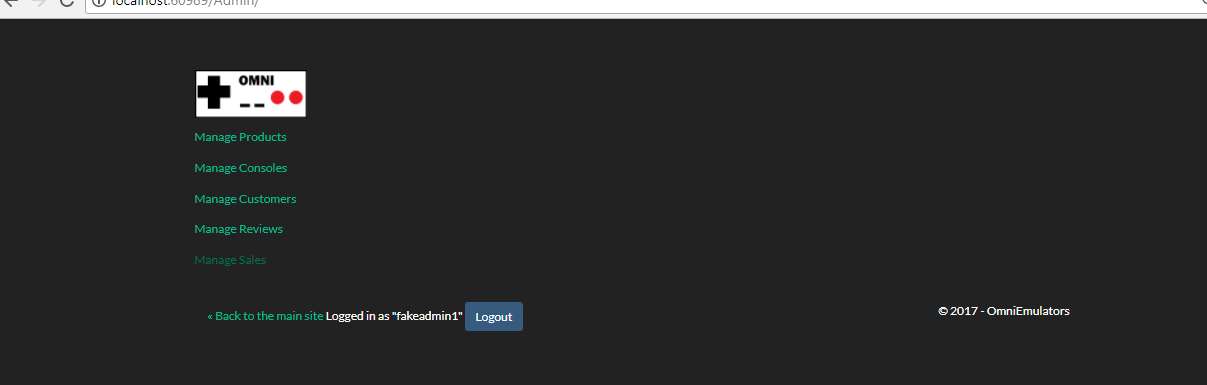 localhost:60989/Admin/
OMNI
Manage Products
Manage Consoles
Manage Customers
Manage Reviews
Manage Sales
« Back to the main site Logged in as "fakeadmin1" Logout
© 2017 - OmniEmulators